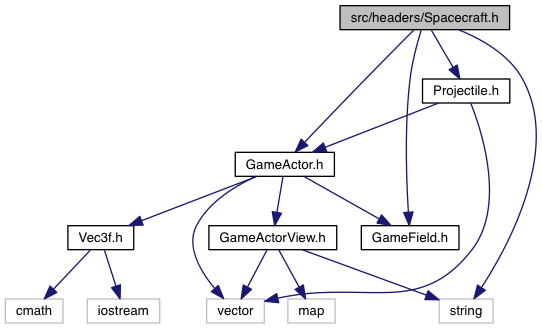 src/headers/Spacecraft.h
Projectile.h
GameActor.h
Vec3f.h
GameActorView.h
GameField.h
cmath
iostream
vector
map
string